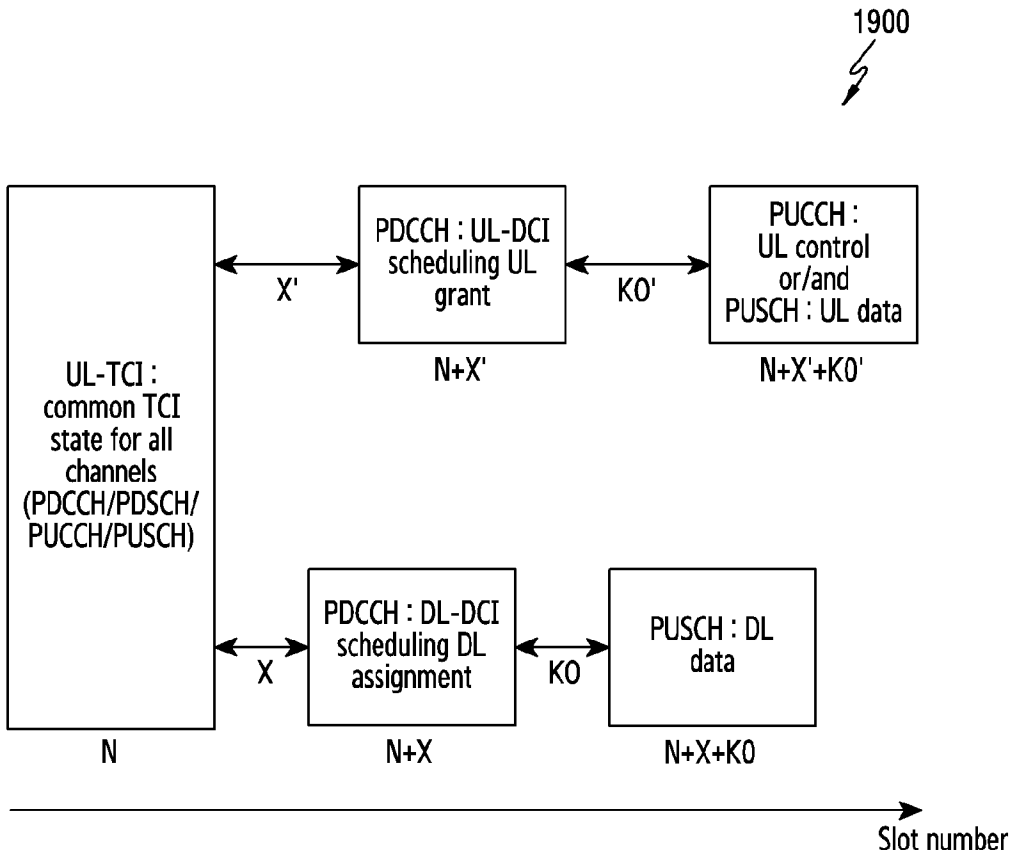 1900
UL-TCI :
common TCI
state for all
channels
(PDCCH/PDSCH/
PUCCH/PUSCH)
N
X'
PDCCH : UL-DCI
scheduling UL
grant
N+X'
K0'
PUCCH :
UL control
or/and
PUSCH : UL data
N+X'+K0'
X
PDCCH : DL-DCI
scheduling DL
assignment
N+X
K0
PUSCH : DL
data
N+X+K0
Slot number